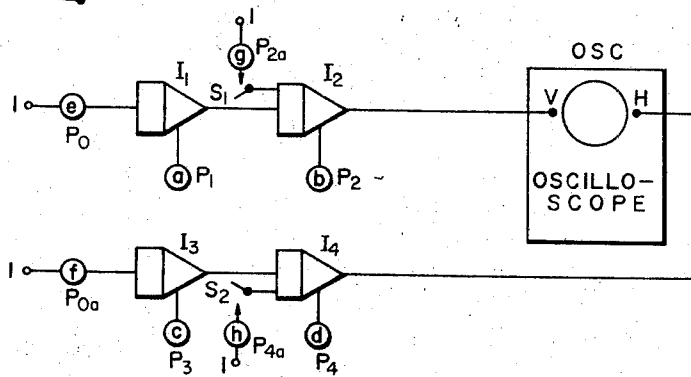 1
g P2a
OSC
I1 I2
S1
1 e V H
P0
a P1 b P2
OSCILLO-
SCOPE
I3 I4
1 f
S2
P0a
c h d
P3 P4a P4
1